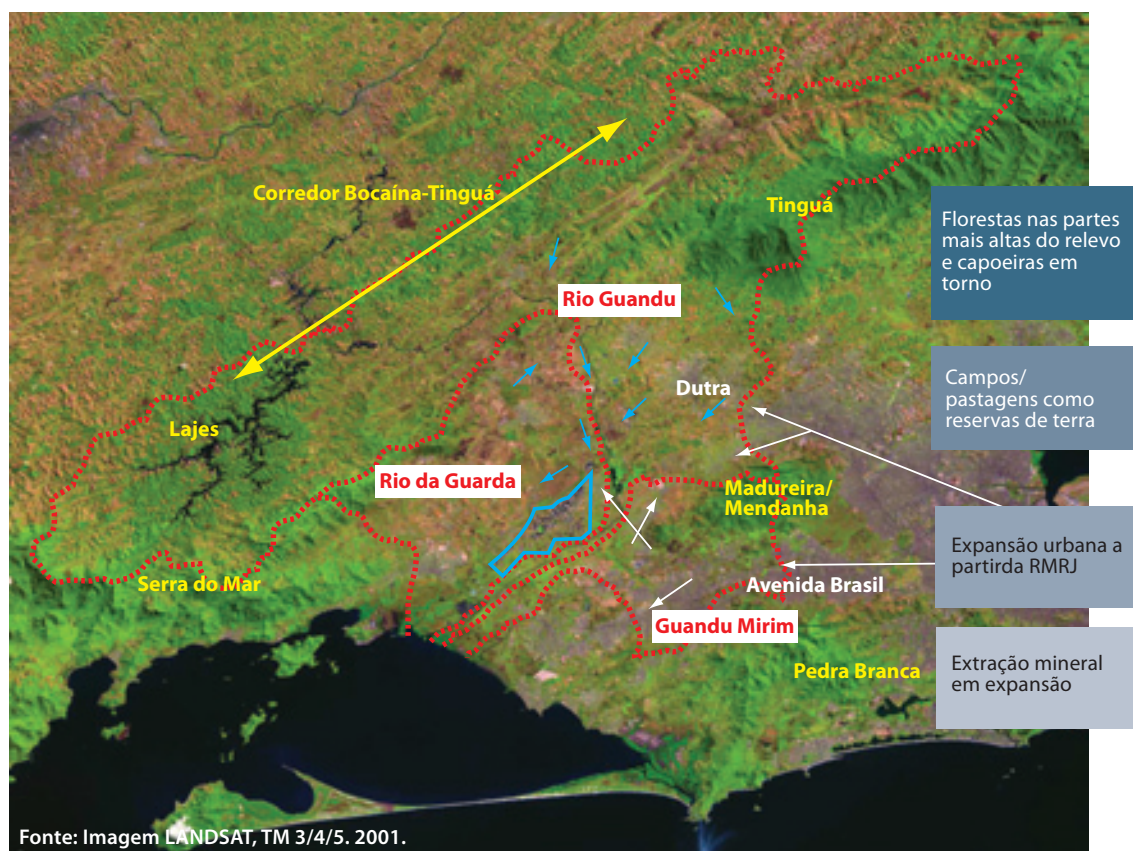 Corredor Bocaína-Tinguá
Tinguá
Rio Guandu
Dutra
Lajes
Rio da Guarda
Madureira/
Mendanha
Serra do Mar
Avenida Brasil
Guandu Mirim
Pedra Branca
Florestas nas partes
mais altas do relevo
e capoeiras em
torno
Campos/
pastagens como
reservas de terra
Expansão urbana a
partirda RMRJ
Extração mineral
em expansão
Fonte: Imagem LANDSAT, TM 3/4/5. 2001.